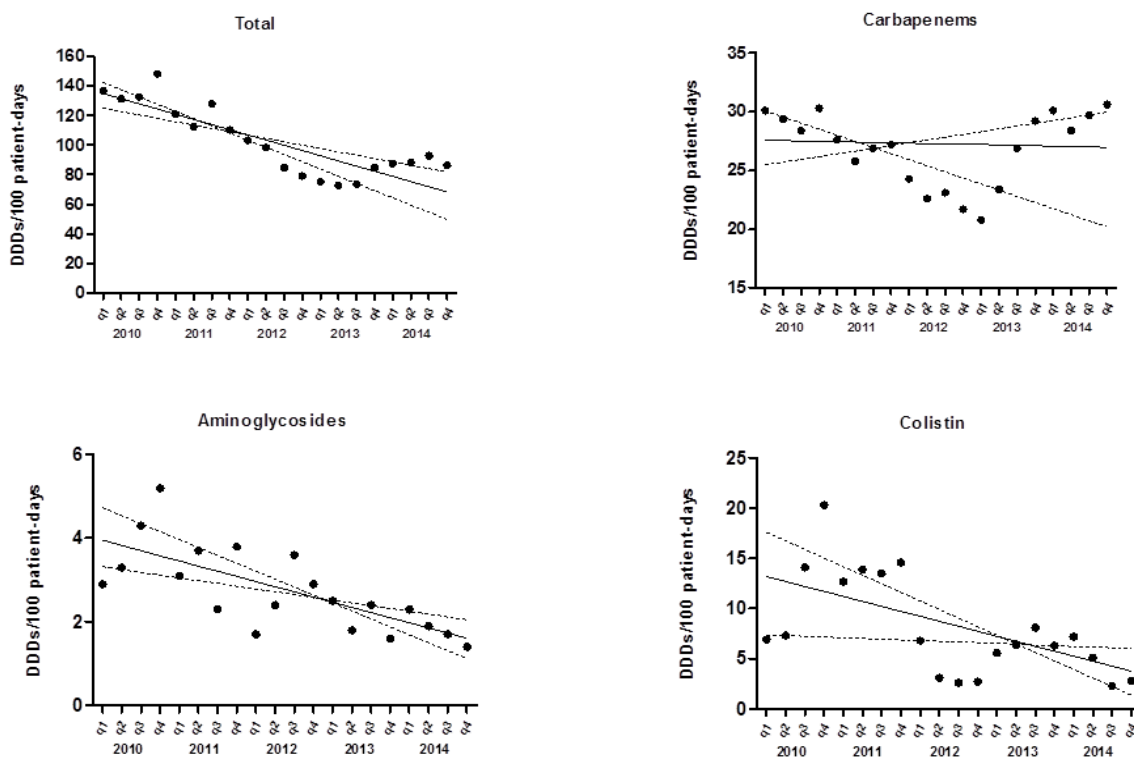 Total
DDDs/100 patient-days
160
140
120
100
80
60
40
20
0
q1 q2 q3 q4 q1 q2 q3 q4 q1 q2 q3 q4 q1 q2 q3 q4 q1 q2 q3 q4
2010 2011 2012 2013 2014
Carbapenems
DDDs/100 patient-days
35
30
25
20
15
q1 q2 q3 q4 q1 q2 q3 q4 q1 q2 q3 q4 q1 q2 q3 q4 q1 q2 q3 q4
2010 2011 2012 2013 2014
Aminoglycosides
DDDs/100 patient-days
6
4
2
0
q1 q2 q3 q4 q1 q2 q3 q4 q1 q2 q3 q4 q1 q2 q3 q4 q1 q2 q3 q4
2010 2011 2012 2013 2014
Colistin
DDDs/100 patient-days
25
20
15
10
5
0
q1 q2 q3 q4 q1 q2 q3 q4 q1 q2 q3 q4 q1 q2 q3 q4 q1 q2 q3 q4
2010 2011 2012 2013 2014